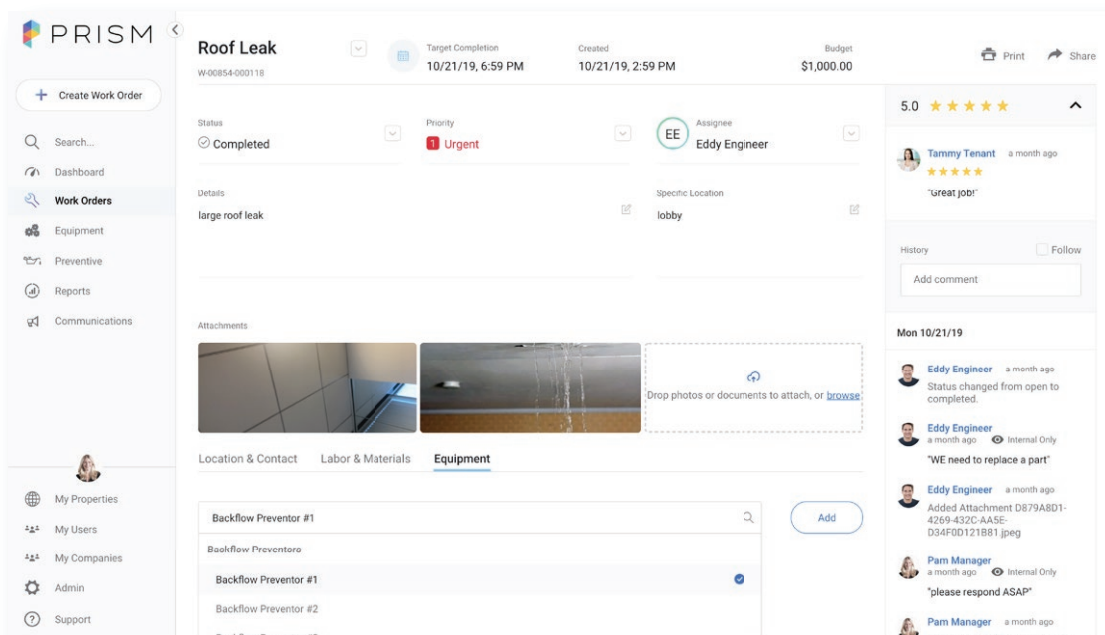 PRISM
Create Work Order
Search...
Dashboard
Work Orders
Equipment
Preventive
Reports
Communications
My Properties
My Users
My Companies
Admin
Support
Roof Leak
W-00854-000118
Target Completion
10/21/19, 6:59 PM
Created
10/21/19, 2:59 PM
Budget
$1,000.00
Print
Share
Status
Completed
Priority
1 Urgent
EE
Assignee
Eddy Engineer
Details
large roof leak
Specific Location
lobby
Attachments
Drop photos or documents to attach, or browse
Location & Contact Labor & Materials Equipment
Backflow Preventor #1
Add
Backflow Preventors
Backflow Preventor #1
Backflow Preventor #2
5.0
Tammy Tenant a month ago
"Great job!"
History
Follow
Add comment
Mon 10/21/19
Eddy Engineer a month ago
Status changed from open to
completed.
Eddy Engineer
a month ago Internal Only
"WE need to replace a part"
Eddy Engineer a month ago
Added Attachment D879A8D1-
4269-432C-AA5E-
D34F0D121B81.jpeg
Pam Manager
a month ago Internal Only
"please respond ASAP"
Pam Manager a month ago